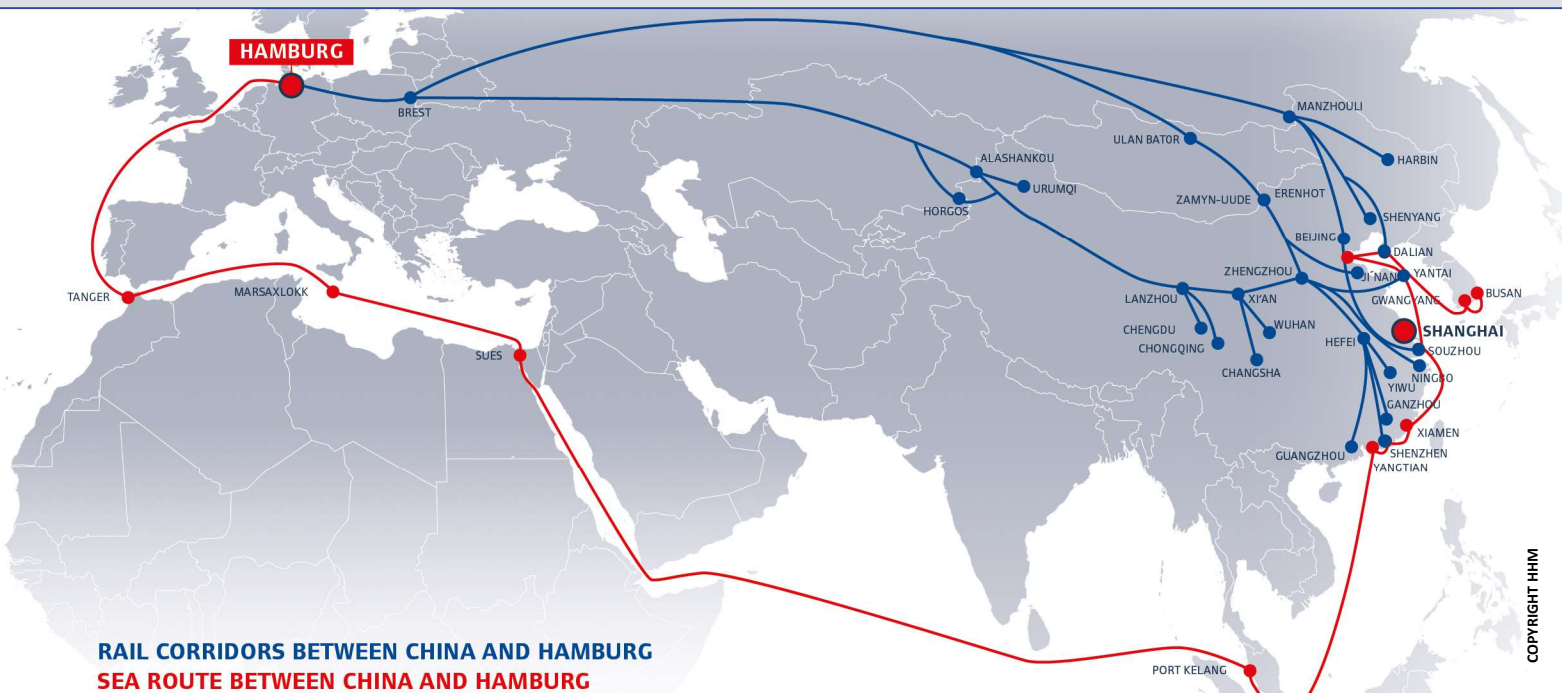 HAMBURG
BREST
MANZHOULI
ULAN BATOR
HARBIN
ALASHANKOU
URUMQI
HORGOS
ZAMYN-UUDE
ERENHOT
SHENYANG
BEIJING
DALIAN
ZHENGZHOU
JI´NAN
YANTAI
LANZHOU
XI'AN
GWANGYANG
BUSAN
TANGER
MARSAXLOKK
SUES
CHENGDU
WUHAN
SHANGHAI
CHONGQING
HEFEI
SOUZHOU
CHANGSHA
NINGBO
YIWU
GANZHOU
XIAMEN
GUANGZHOU
SHENZHEN
YANGTIAN
PORT KELANG
RAIL CORRIDORS BETWEEN CHINA AND HAMBURG
SEA ROUTE BETWEEN CHINA AND HAMBURG
COPYRIGHT HHM